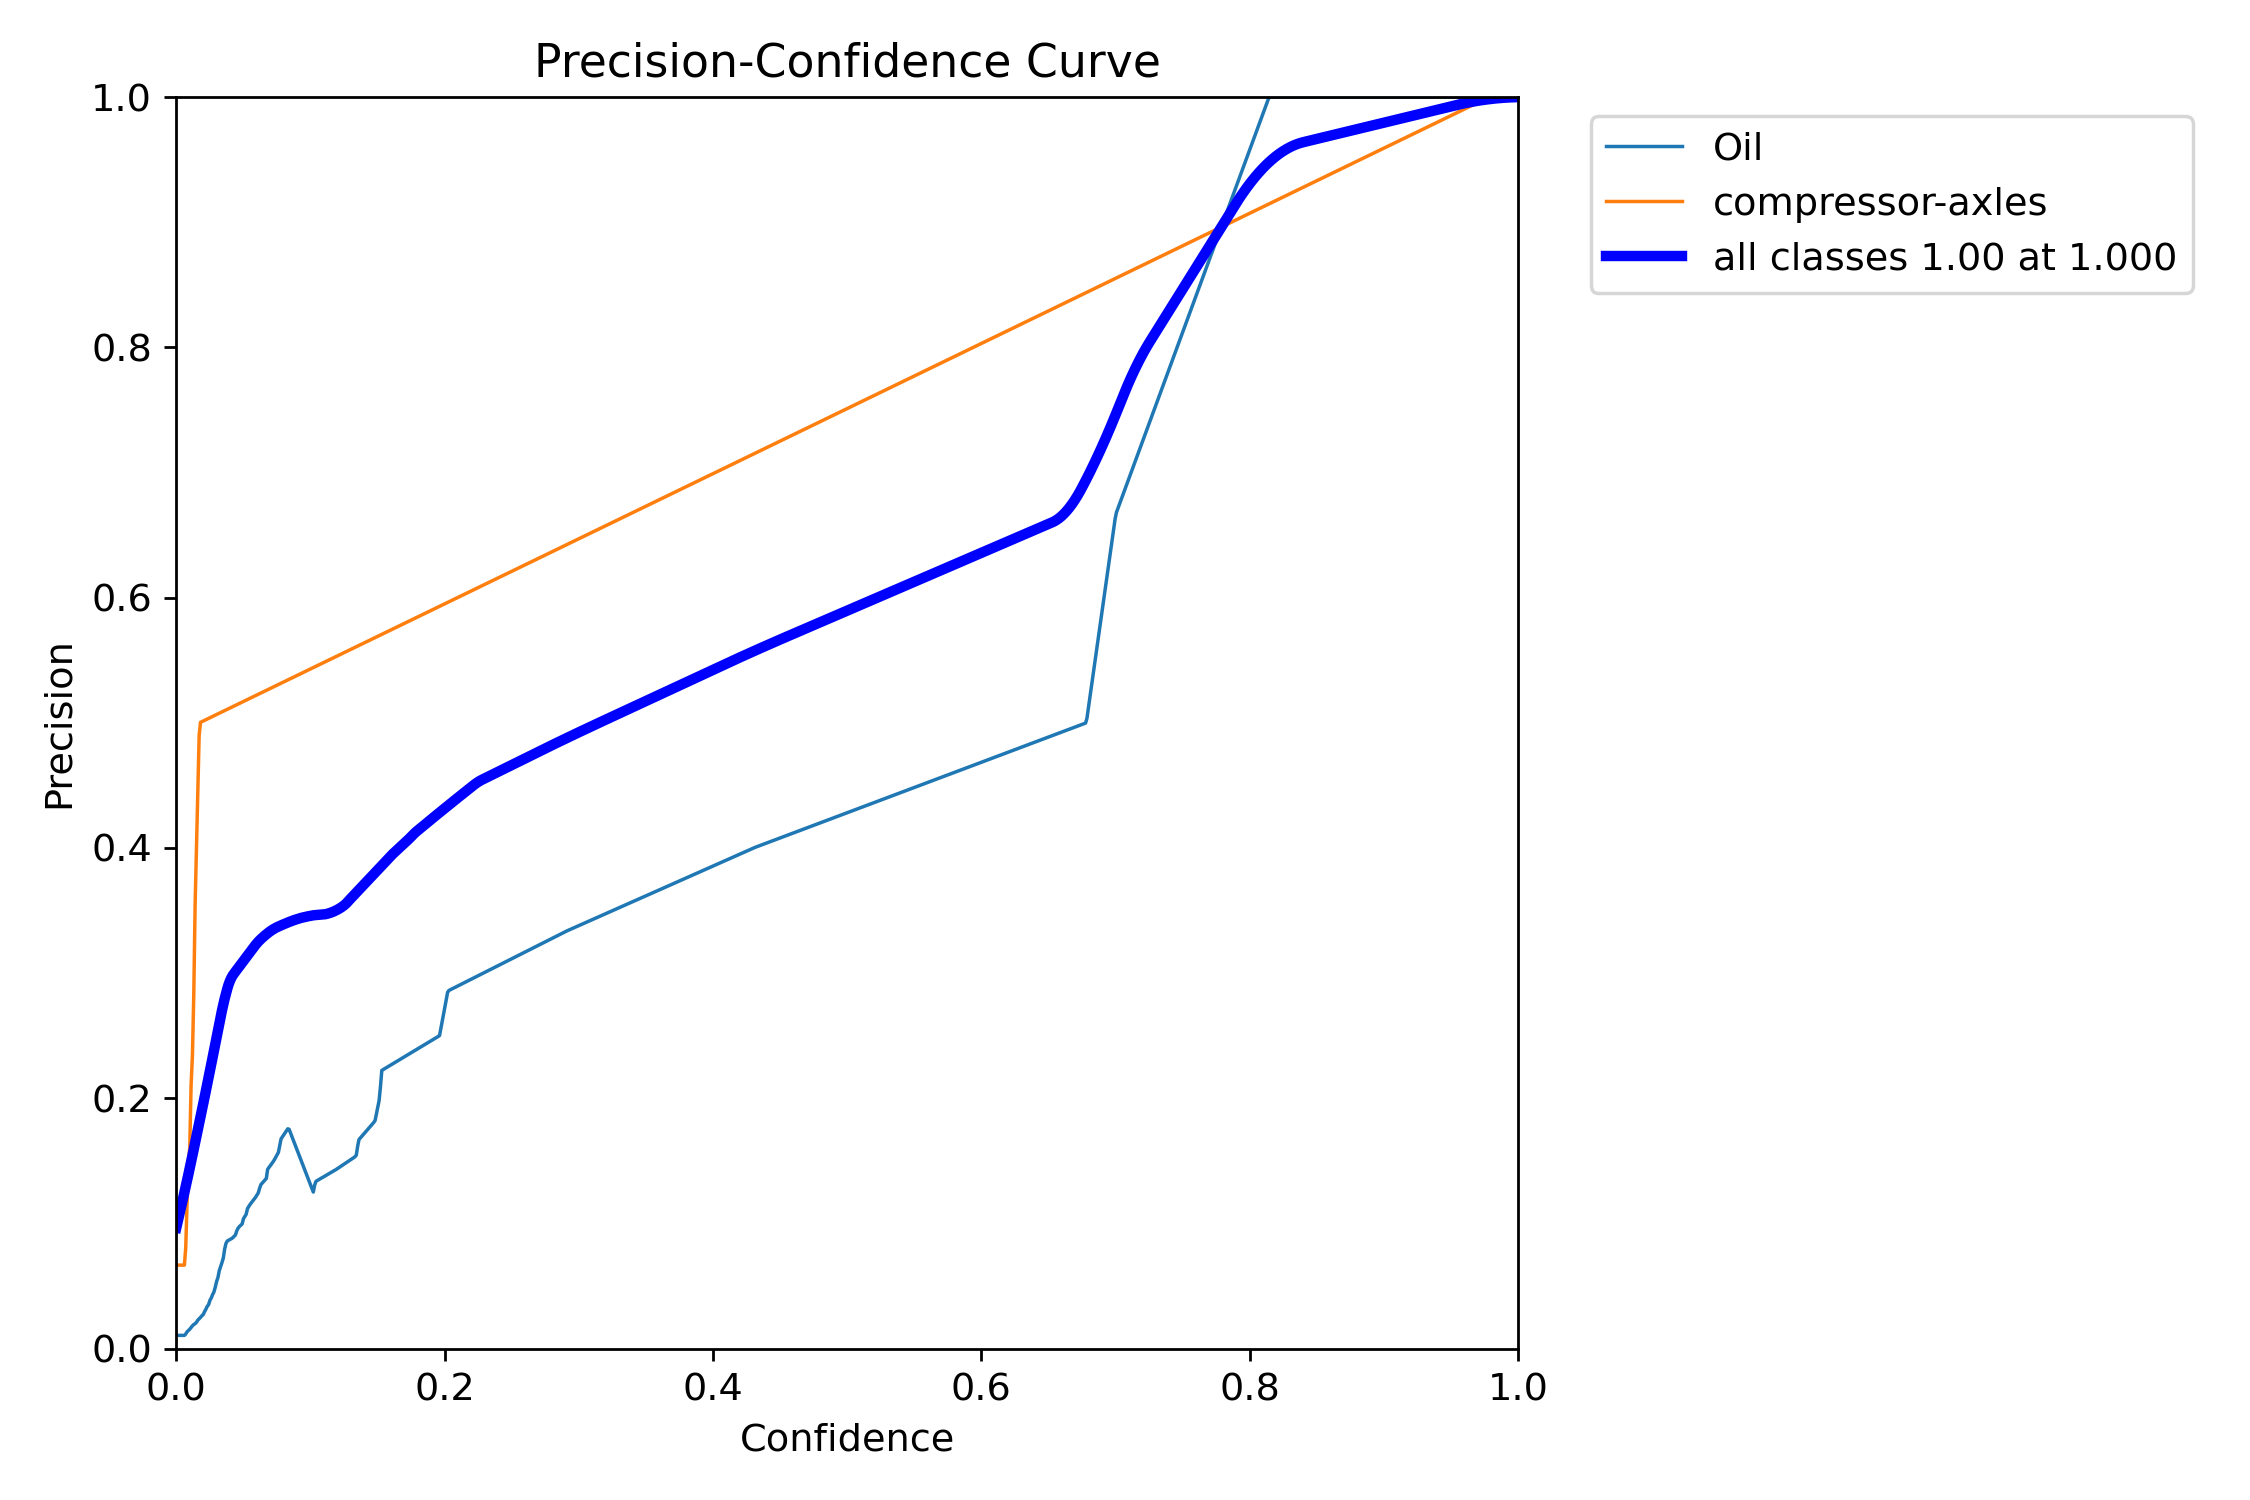 Precision-Confidence Curve
1.0
0.8
0.6
0.4
0.2
0.0
Precision
0.0 0.2 0.4 0.6 0.8 1.0
Confidence
Oil
compressor-axles
all classes 1.00 at 1.000